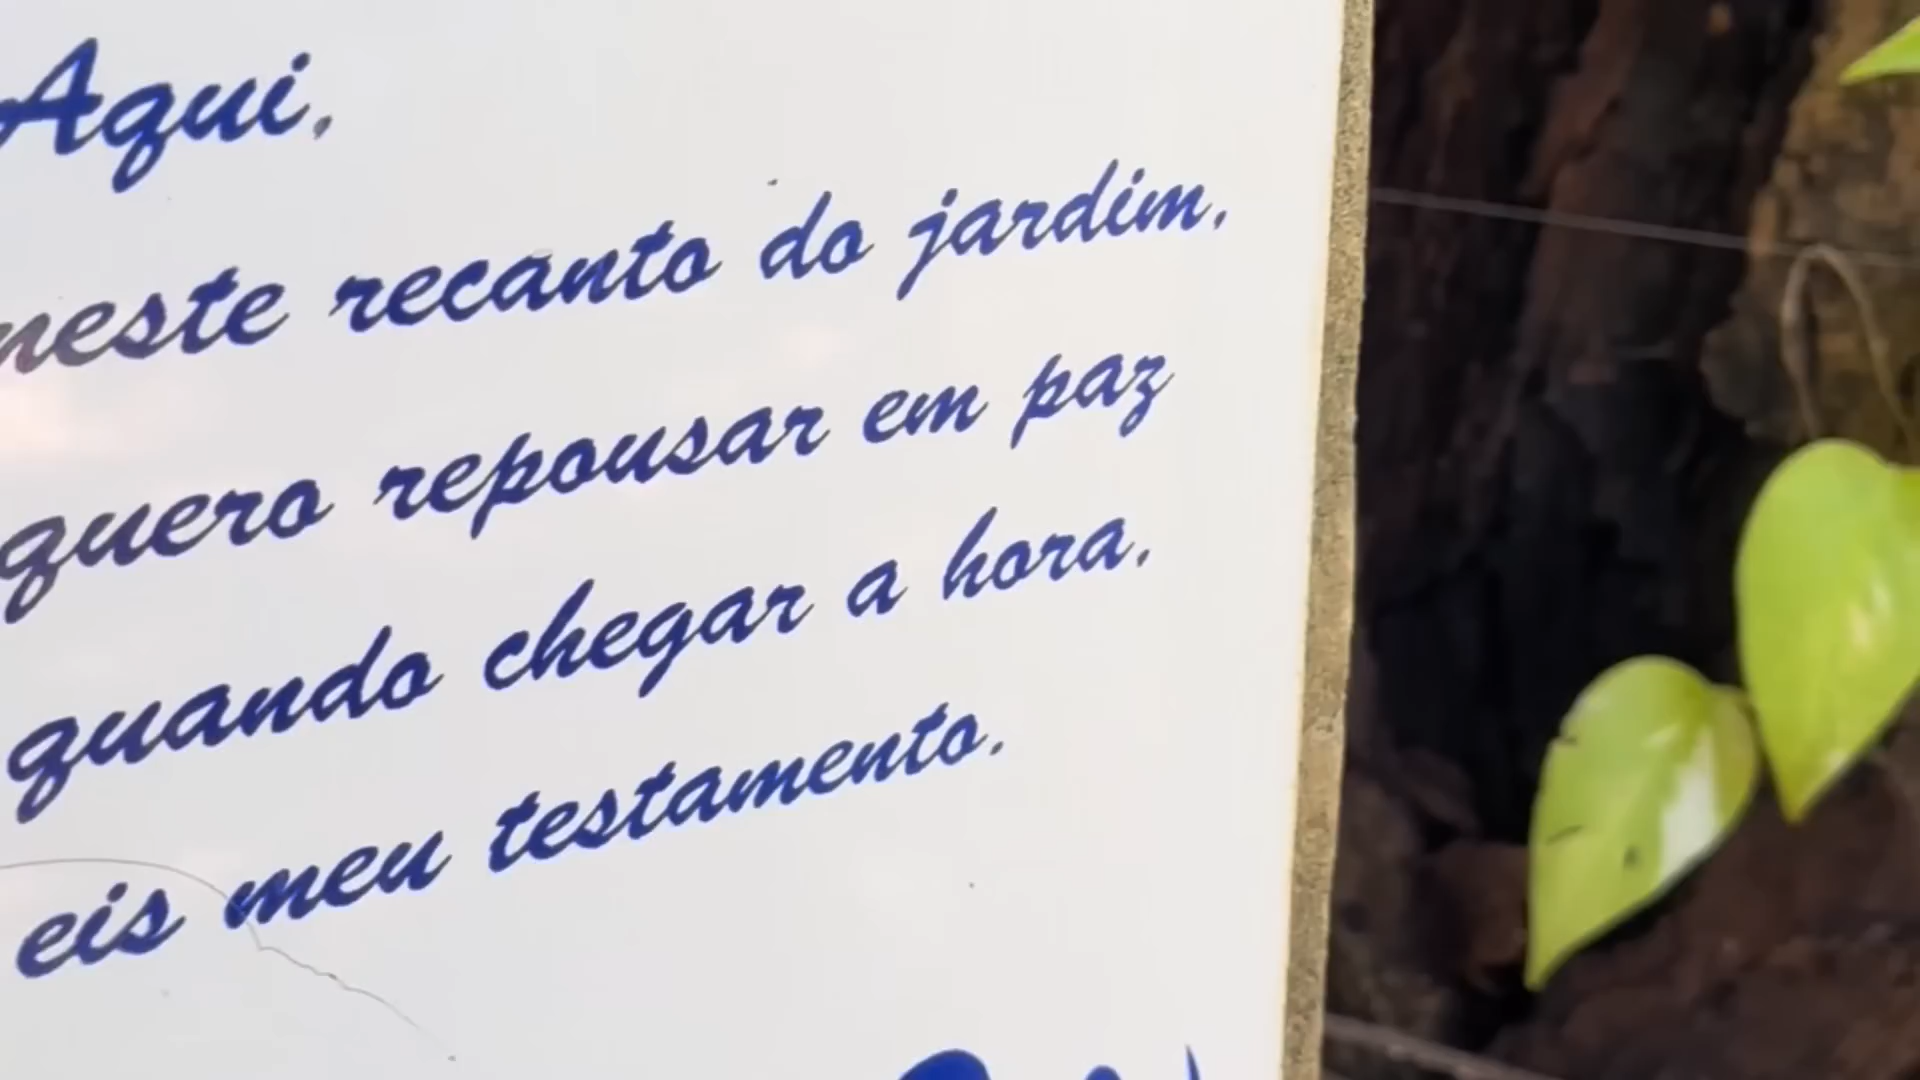 Aqui,
neste recanto do jardim,
quero repousar em paz
quando chegar a hora,
eis meu testamento.